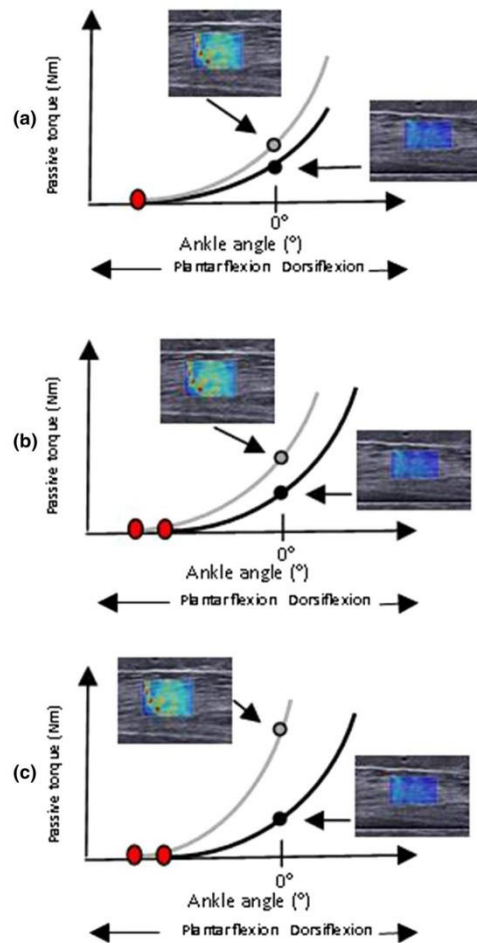 (a)
Passive torque (Nm)
0°
Ankle angle (°)
Plantarflexion Dorsiflexion
(b)
Passive torque (Nm)
0°
Ankle angle (°)
Plantarflexion Dorsiflexion
(c)
Passive torque (Nm)
0°
Ankle angle (°)
Plantarflexion Dorsiflexion